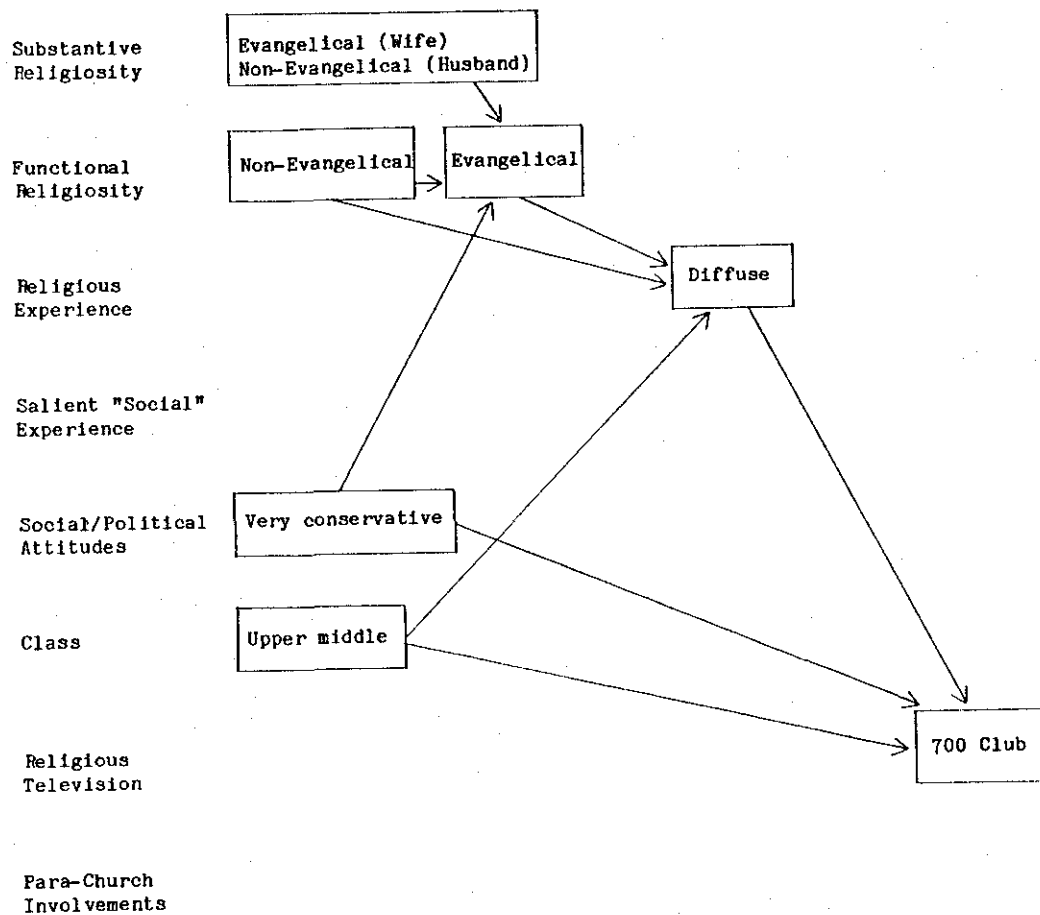 Substantive
Religiosity
Evangelical (Wife)
Non-Evangelical (Husband)
Functional
Religiosity
Non-Evangelical
Evangelical
Religious
Experience
Diffuse
Salient "Social"
Experience
Social/Political
Attitudes
Very conservative
Class
Upper middle
Religious
Television
700 Club
Para-Church
Involvements